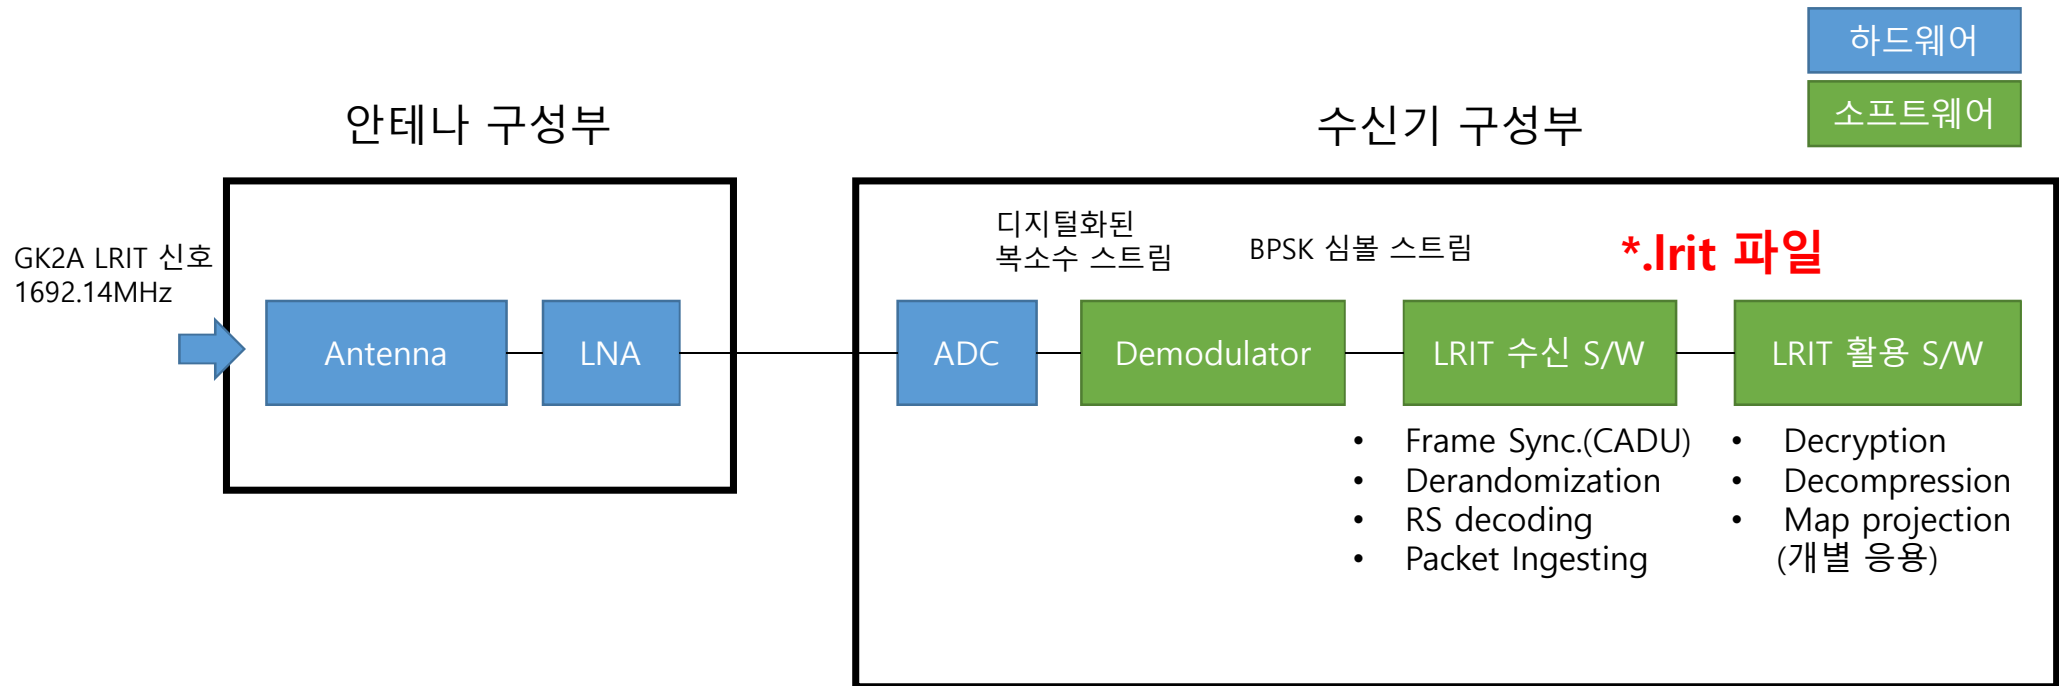 하드웨어
소프트웨어
안테나 구성부
수신기 구성부
GK2A LRIT 신호
1692.14MHz
디지털화된
복소수 스트림
BPSK 심볼 스트림
*.lrit 파일
Antenna
LNA
ADC
Demodulator
LRIT 수신 S/W
LRIT 활용 S/W
• Frame Sync.(CADU)
• Derandomization
• RS decoding
• Packet Ingesting
• Decryption
• Decompression
• Map projection
(개별 응용)